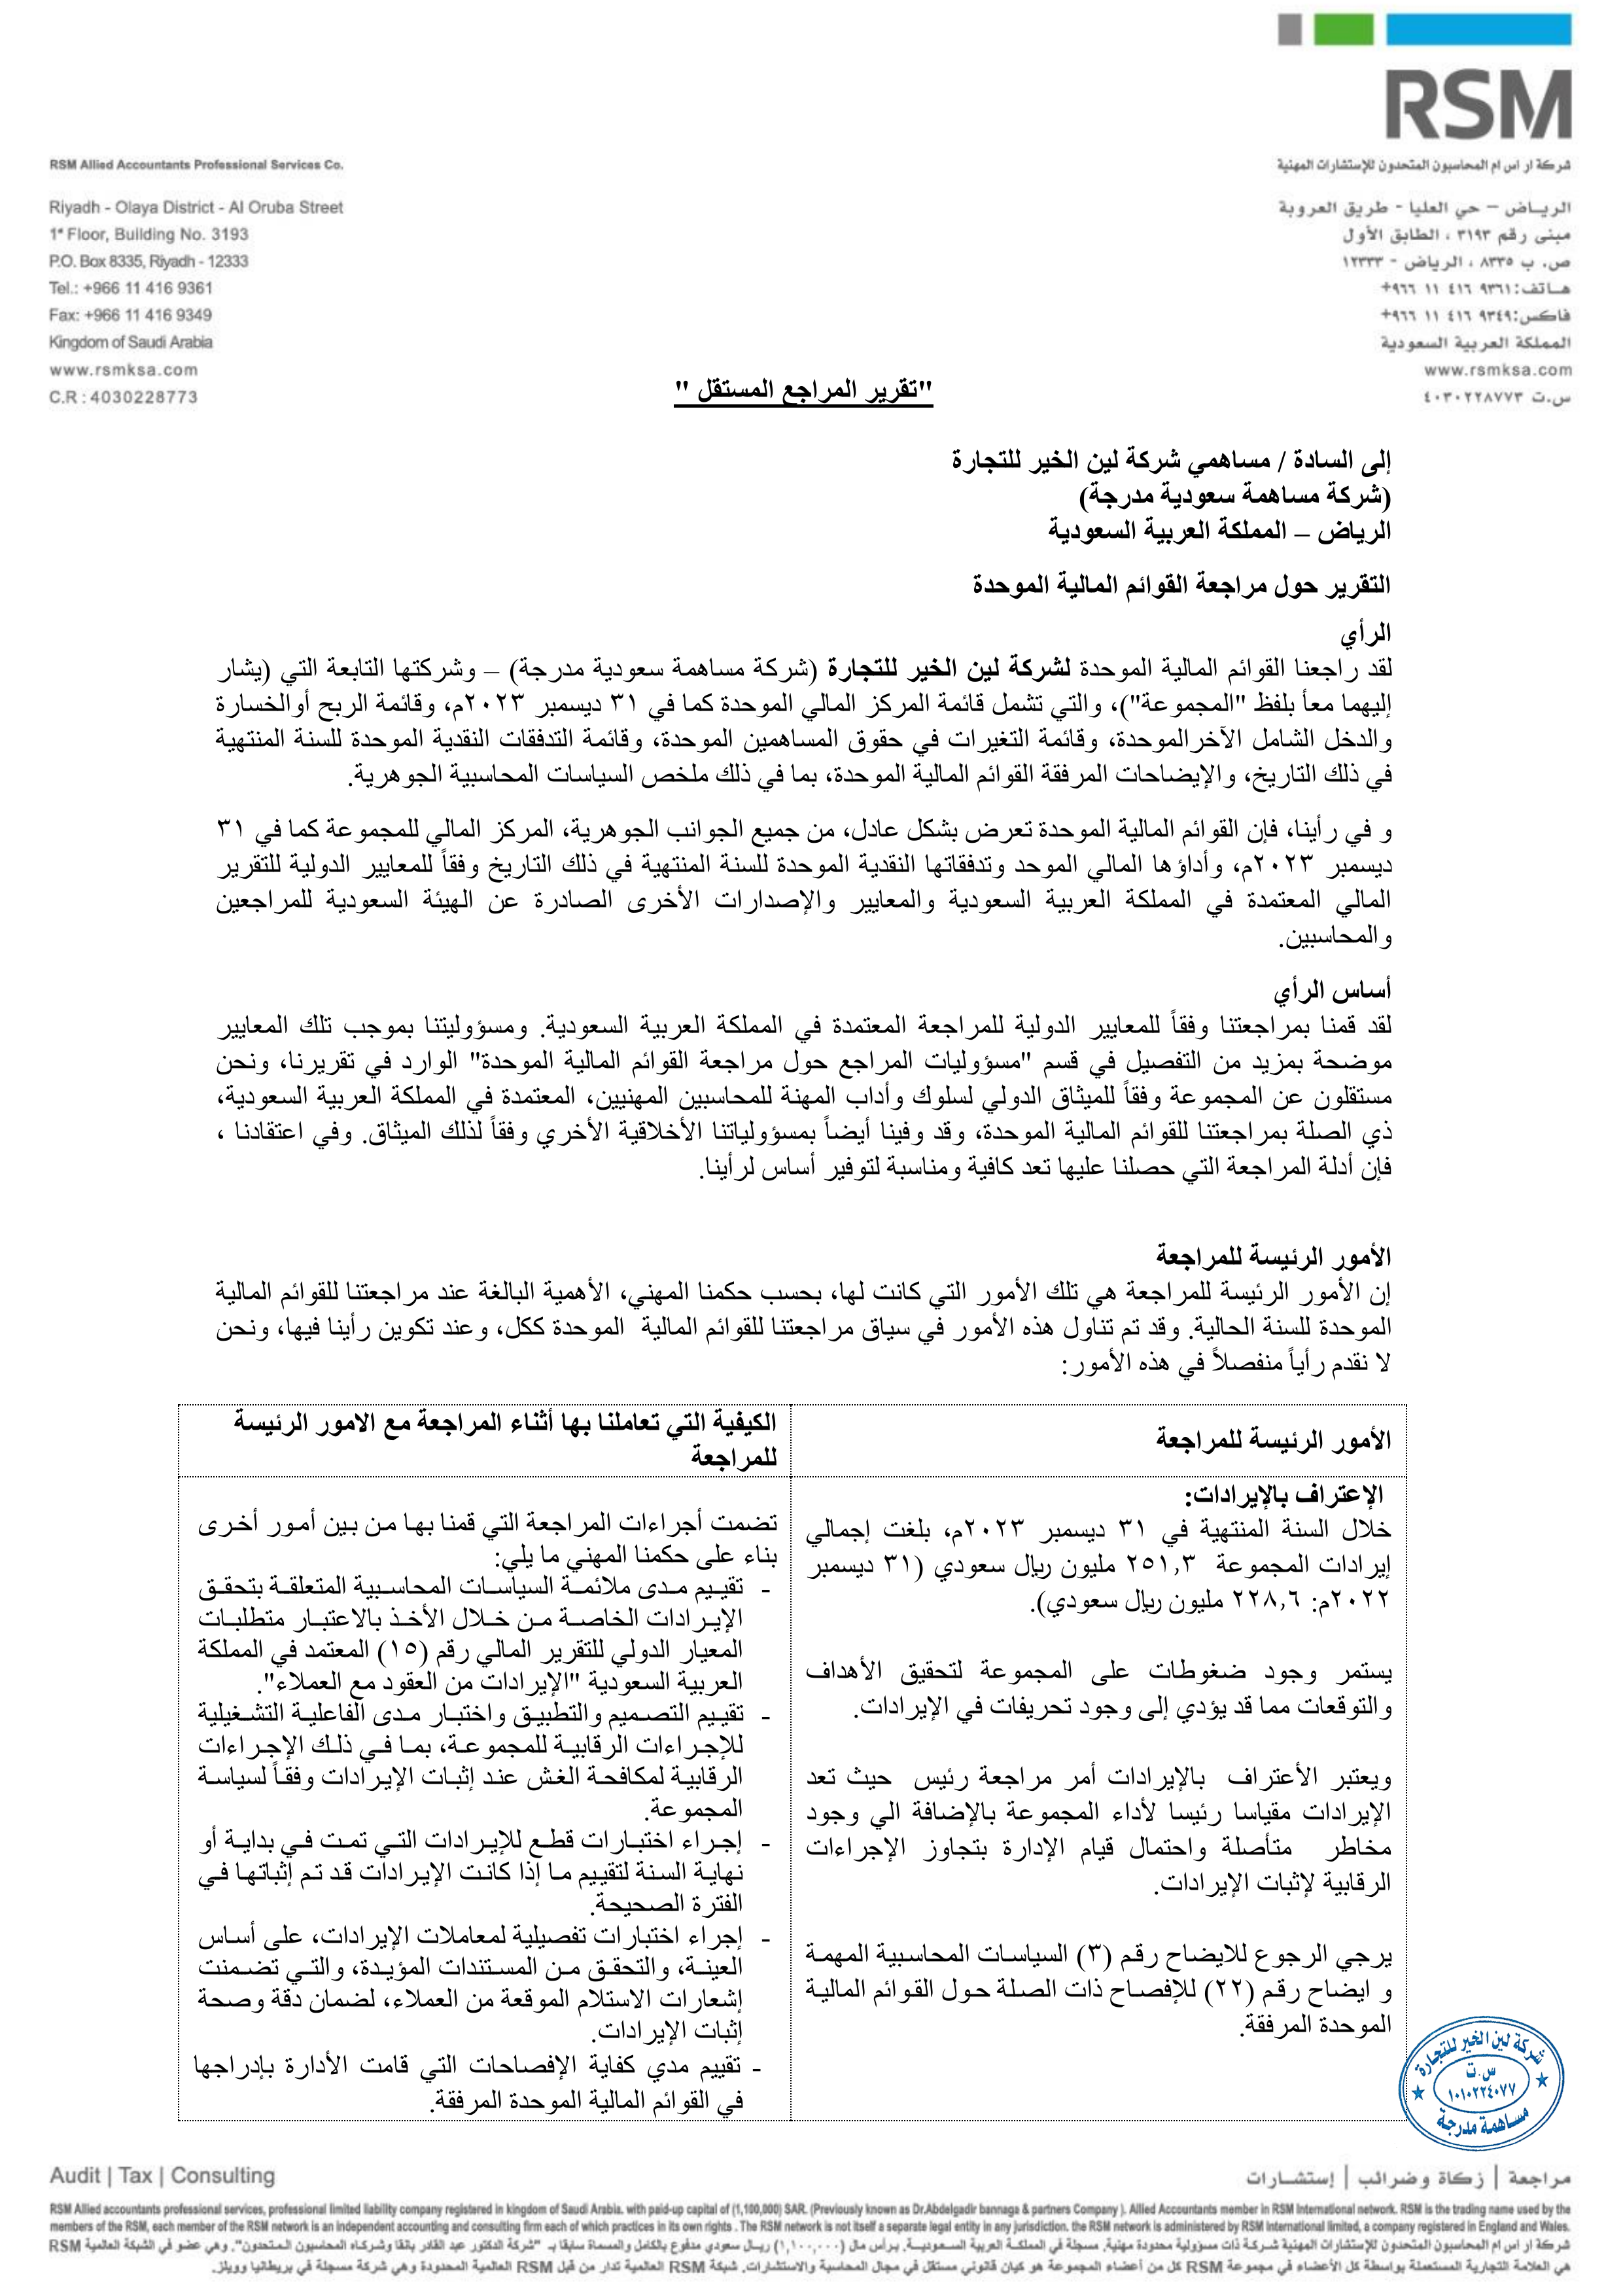 RSM
RSM Allied Accountants Professional Services Co.
Riyadh - Olaya District - Al Oruba Street
1st Floor, Building No. 3193
P.O. Box 8335, Riyadh - 12333
Tel.: +966 11 416 9361
Fax: +966 11 416 9349
Kingdom of Saudi Arabia
www.rsmksa.com
C.R : 4030228773
شركة ار اس ام المحاسبون المتحدون للإستشارات المهنية
الرياض – حي العليا - طريق العروبة
مبنى رقم ٣١٩٣ ، الطابق الأول
ص. ب ٨٣٣٥ ، الرياض - ١٢٣٣٣
هاتف: ٩٣٦١ ٤١٦ ١١ ٩٦٦+
فاكس: ٩٣٤٩ ٤١٦ ١١ ٩٦٦+
المملكة العربية السعودية
www.rsmksa.com
س.ت ٤٠٣٠٢٢٨٧٧٣
"تقرير المراجع المستقل "
إلى السادة / مساهمي شركة لين الخير للتجارة
(شركة مساهمة سعودية مدرجة)
الرياض – المملكة العربية السعودية
التقرير حول مراجعة القوائم المالية الموحدة
الرأي
لقد راجعنا القوائم المالية الموحدة لشركة لين الخير للتجارة (شركة مساهمة سعودية مدرجة) – وشركتها التابعة التي (يشار
إليهما معأ بلفظ "المجموعة")، والتي تشمل قائمة المركز المالي الموحدة كما في ٣١ ديسمبر ٢٠٢٣م، وقائمة الربح أوالخسارة
والدخل الشامل الآخرالموحدة، وقائمة التغيرات في حقوق المساهمين الموحدة، وقائمة التدفقات النقدية الموحدة للسنة المنتهية
في ذلك التاريخ، والإيضاحات المرفقة القوائم المالية الموحدة، بما في ذلك ملخص السياسات المحاسبية الجوهرية.
و في رأينا، فإن القوائم المالية الموحدة تعرض بشكل عادل، من جميع الجوانب الجوهرية، المركز المالي للمجموعة كما في ٣١
ديسمبر ٢٠٢٣م، وأداؤها المالي الموحد وتدفقاتها النقدية الموحدة للسنة المنتهية في ذلك التاريخ وفقاً للمعايير الدولية للتقرير
المالي المعتمدة في المملكة العربية السعودية والمعايير والإصدارات الأخرى الصادرة عن الهيئة السعودية للمراجعين
والمحاسبين.
أساس الرأي
لقد قمنا بمراجعتنا وفقاً للمعايير الدولية للمراجعة المعتمدة في المملكة العربية السعودية. ومسؤوليتنا بموجب تلك المعايير
موضحة بمزيد من التفصيل في قسم "مسؤوليات المراجع حول مراجعة القوائم المالية الموحدة" الوارد في تقريرنا، ونحن
مستقلون عن المجموعة وفقاً للميثاق الدولي لسلوك وأداب المهنة للمحاسبين المهنيين، المعتمدة في المملكة العربية السعودية،
ذي الصلة بمراجعتنا للقوائم المالية الموحدة، وقد وفينا أيضاً بمسؤولياتنا الأخلاقية الأخري وفقاً لذلك الميثاق. وفي اعتقادنا ،
فإن أدلة المراجعة التي حصلنا عليها تعد كافية ومناسبة لتوفير أساس لرأينا.
الأمور الرئيسة للمراجعة
إن الأمور الرئيسة للمراجعة هي تلك الأمور التي كانت لها، بحسب حكمنا المهني، الأهمية البالغة عند مراجعتنا للقوائم المالية
الموحدة للسنة الحالية. وقد تم تناول هذه الأمور في سياق مراجعتنا للقوائم المالية الموحدة ككل، وعند تكوين رأينا فيها، ونحن
لا نقدم رأياً منفصلاً في هذه الأمور:
الأمور الرئيسة للمراجعة
الإعتراف بالإيرادات:
خلال السنة المنتهية في ٣١ ديسمبر ٢٠٢٣م، بلغت إجمالي
إيرادات المجموعة ٢٥١,٣ مليون ريال سعودي (٣١ ديسمبر
٢٠٢٢م: ٢٢٨,٦ مليون ريال سعودي).
يستمر وجود ضغوطات على المجموعة لتحقيق الأهداف
والتوقعات مما قد يؤدي إلى وجود تحريفات في الإيرادات.
ويعتبر الأعتراف بالإيرادات أمر مراجعة رئيس حيث تعد
الإيرادات مقياسا رئيسا لأداء المجموعة بالإضافة الي وجود
مخاطر متأصلة واحتمال قيام الإدارة بتجاوز الإجراءات
الرقابية لإثبات الإيرادات.
يرجي الرجوع للايضاح رقم (٣) السياسات المحاسبية المهمة
و ايضاح رقم (٢٢) للإفصاح ذات الصلة حول القوائم المالية
الموحدة المرفقة.
الكيفية التي تعاملنا بها أثناء المراجعة مع الامور الرئيسة
للمراجعة
تضمت أجراءات المراجعة التي قمنا بها من بين أمور أخرى
بناء على حكمنا المهني ما يلي:
- تقييم مدى ملائمة السياسات المحاسبية المتعلقة بتحقق
الإيرادات الخاصة من خلال الأخذ بالاعتبار متطلبات
المعيار الدولي للتقرير المالي رقم (١٥) المعتمد في المملكة
العربية السعودية "الإيرادات من العقود مع العملاء".
- تقييم التصميم والتطبيق واختبار مدى الفاعلية التشغيلية
للإجراءات الرقابية للمجموعة، بما في ذلك الإجراءات
الرقابية لمكافحة الغش عند إثبات الإيرادات وفقاً لسياسة
المجموعة.
- إجراء اختبارات قطع للإيرادات التي تمت في بداية أو
نهاية السنة لتقييم ما إذا كانت الإيرادات قد تم إثباتها في
الفترة الصحيحة.
- إجراء اختبارات تفصيلية لمعاملات الإيرادات، على أساس
العينة، والتحقق من المستندات المؤيدة، والتي تضمنت
إشعارات الاستلام الموقعة من العملاء، لضمان دقة وصحة
إثبات الإيرادات.
- تقييم مدي كفاية الإفصاحات التي قامت الأدارة بإدراجها
في القوائم المالية الموحدة المرفقة.
شركة لين الخير للتجارة
س.ت
١٠١٠٢٢٤٠٧٧
مساهمة مدرجة
Audit | Tax | Consulting
مراجعة | زكاة وضرائب | إستشارات
RSM Allied accountants professional services, professional limited liability company registered in kingdom of Saudi Arabia. with paid-up capital of (1,100,000) SAR. (Previously known as Dr.Abdelgadir bannaga & partners Company ). Allied Accountants member in RSM International network. RSM is the trading name used by the
members of the RSM, each member of the RSM network is an independent accounting and consulting firm each of which practices in its own rights . The RSM network is not itself a separate legal entity in any jurisdiction. the RSM network is administered by RSM International limited, a company registered in England and Wales.
شركة ار اس ام المحاسبون المتحدون للإستشارات المهنية شركة ذات مسؤولية محدودة مهنية، مسجلة في المملكة العربية السعودية، برأس مال (١,١٠٠,٠٠٠) ريال سعودي مدفوع بالكامل والمسماة سابقا بـ "شركة الدكتور عبد القادر بانقا وشركاه المحاسبون المتحدون". وهي عضو في الشبكة العالمية RSM
هي العلامة التجارية المستعملة بواسطة كل الأعضاء في مجموعة RSM كل من أعضاء المجموعة هو كيان قانوني مستقل في مجال المحاسبة والاستشارات. شبكة RSM العالمية تدار من قبل RSM العالمية المحدودة وهي شركة مسجلة في بريطانيا وويلز.